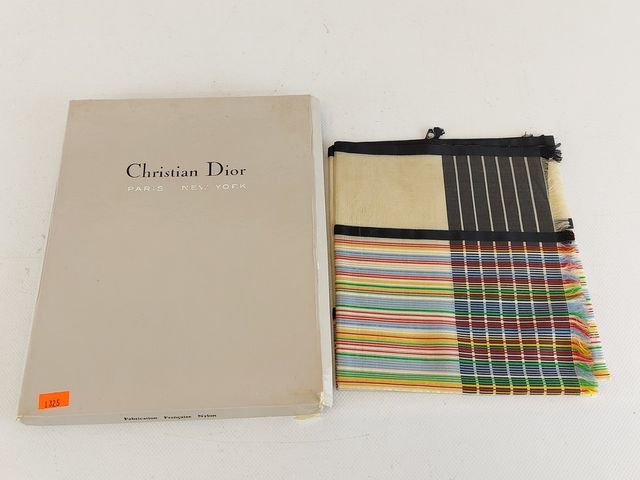 Christian Dior
PARIS NEW YORK
1325
Fabrication Française Nylon